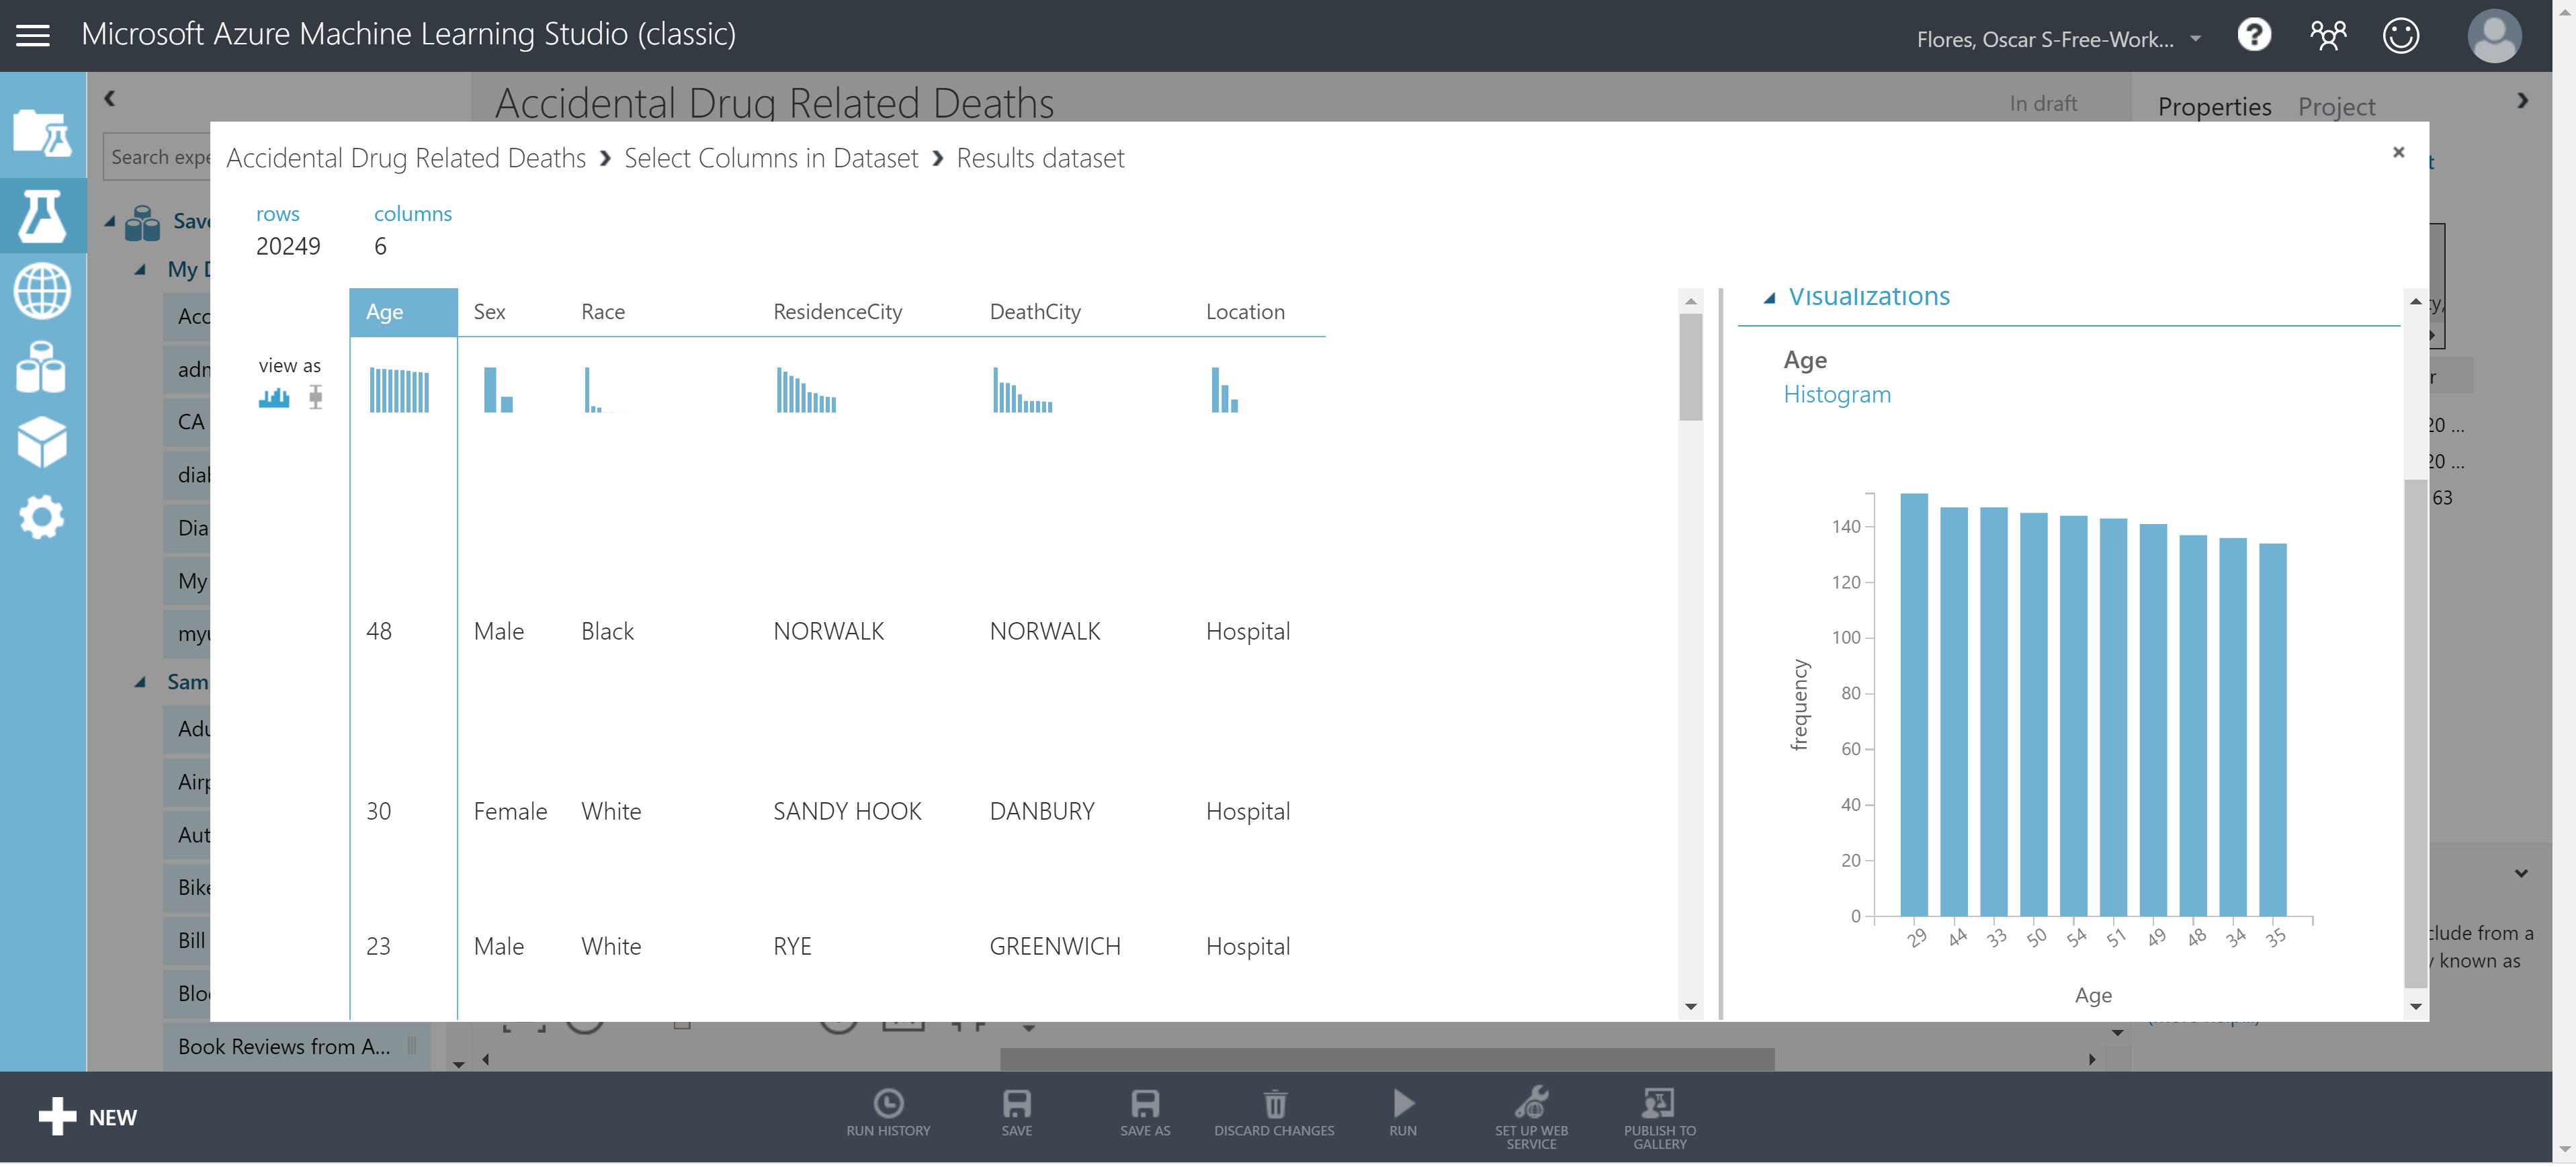 Microsoft Azure Machine Learning Studio (classic)
Flores, Oscar S-Free-Work...
Accidental Drug Related Deaths
In draft
Properties Project
Search expe
Accidental Drug Related Deaths > Select Columns in Dataset > Results dataset
rows columns
20249 6
Age Sex Race ResidenceCity DeathCity Location
view as
48 Male Black NORWALK NORWALK Hospital
30 Female White SANDY HOOK DANBURY Hospital
23 Male White RYE GREENWICH Hospital
Visualizations
Age
Histogram
frequency
140
120
100
80
60
40
20
0
29 44 33 50 54 51 49 48 34 35
Age
Save
My D
Acc
adm
CA
diab
Dia
My
myu
Sam
Adu
Airp
Aut
Bike
Bill
Bloo
Book Reviews from A...
20 ...
20 ...
63
clude from a
known as
NEW
RUN HISTORY
SAVE
SAVE AS
DISCARD CHANGES
RUN
SET UP WEB
SERVICE
PUBLISH TO
GALLERY